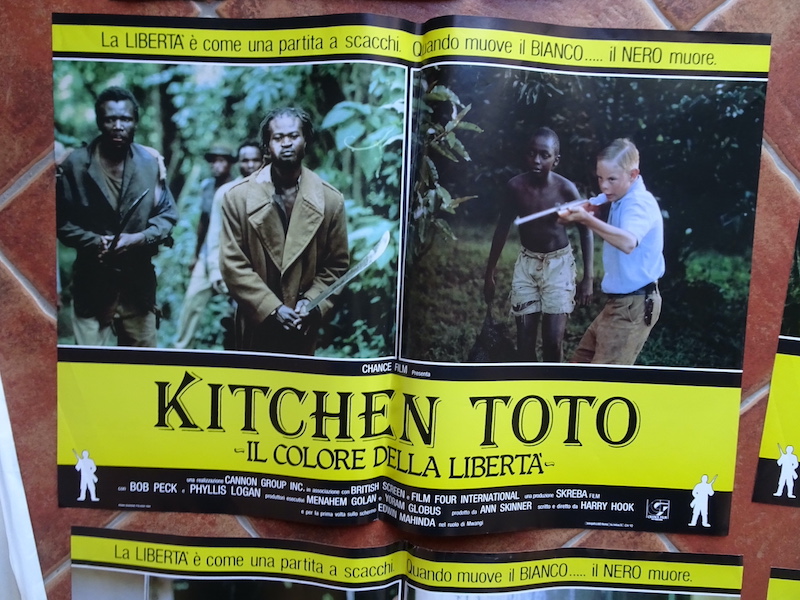 La LIBERTA' è come una partita a scacchi. Quando muove il BIANCO..... il NERO muore.
CHANCE FILM Presenta
KITCHEN TOTO
-IL COLORE DELLA LIBERTÀ-
una realizzazione CANNON GROUP INC. in associazione con BRITISH SCREEN e FILM FOUR INTERNATIONAL una produzione SKREBA FILM
con BOB PECK e PHYLLIS LOGAN produttori esecutivi MENAHEM GOLAN e YORAM GLOBUS prodotto da ANN SKINNER scritto e diretto da HARRY HOOK
e per la prima volta sullo schermo EDWIN MAHINDA nel ruolo di Mwangi
La LIBERTA' è come una partita a scacchi. Quando muove il BIANCO..... il NERO muore.